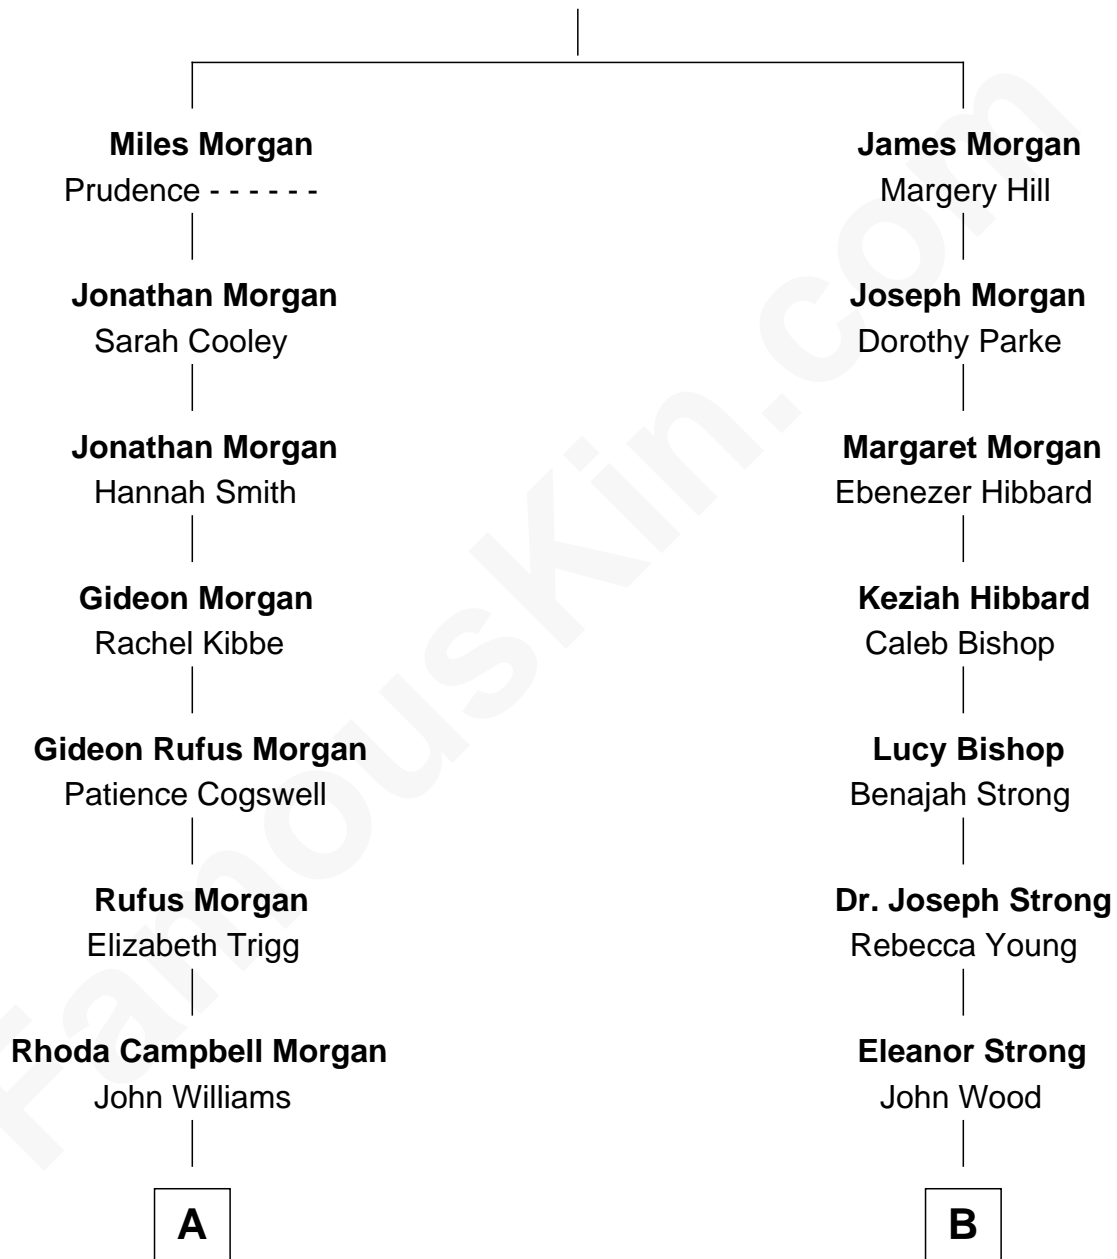 Miles Morgan
Prudence - - - - - -
James Morgan
Margery Hill
Jonathan Morgan
Sarah Cooley
Joseph Morgan
Dorothy Parke
Jonathan Morgan
Hannah Smith
Margaret Morgan
Ebenezer Hibbard
Gideon Morgan
Rachel Kibbe
Keziah Hibbard
Caleb Bishop
Gideon Rufus Morgan
Patience Cogswell
Lucy Bishop
Benajah Strong
Rufus Morgan
Elizabeth Trigg
Dr. Joseph Strong
Rebecca Young
Rhoda Campbell Morgan
John Williams
Eleanor Strong
John Wood
A
B
FamousKin.com